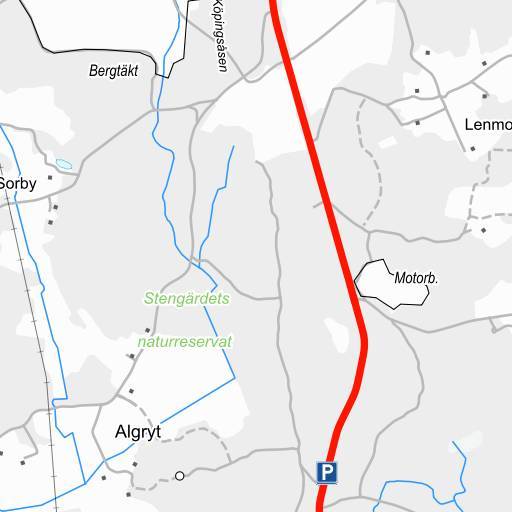 Köpingsåsen
Bergtäkt
Lenmo
Sorby
Motorb.
Stengärdets
naturreservat
Algryt
P